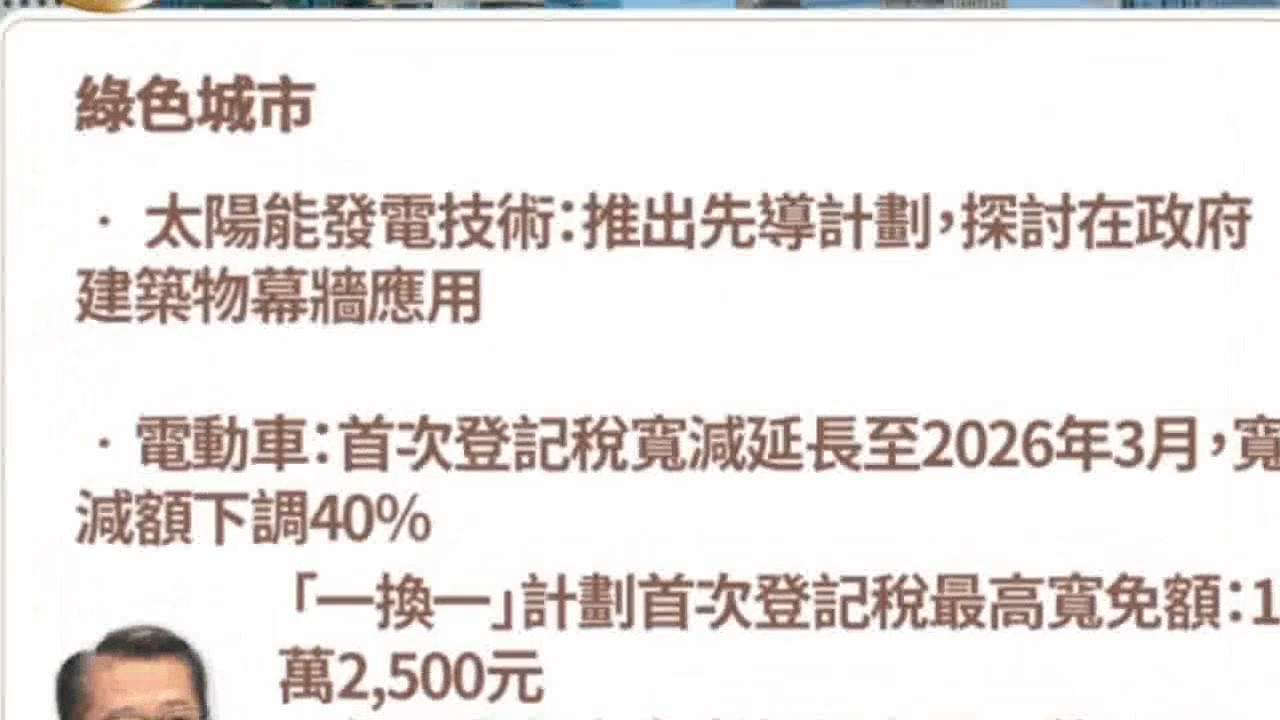 綠色城市
· 太陽能發電技術：推出先導計劃，探討在政府
建築物幕牆應用
· 電動車：首次登記稅寬減延長至2026年3月，寬
減額下調40%
「一換一」計劃首次登記稅最高寬免額：1
萬2,500元